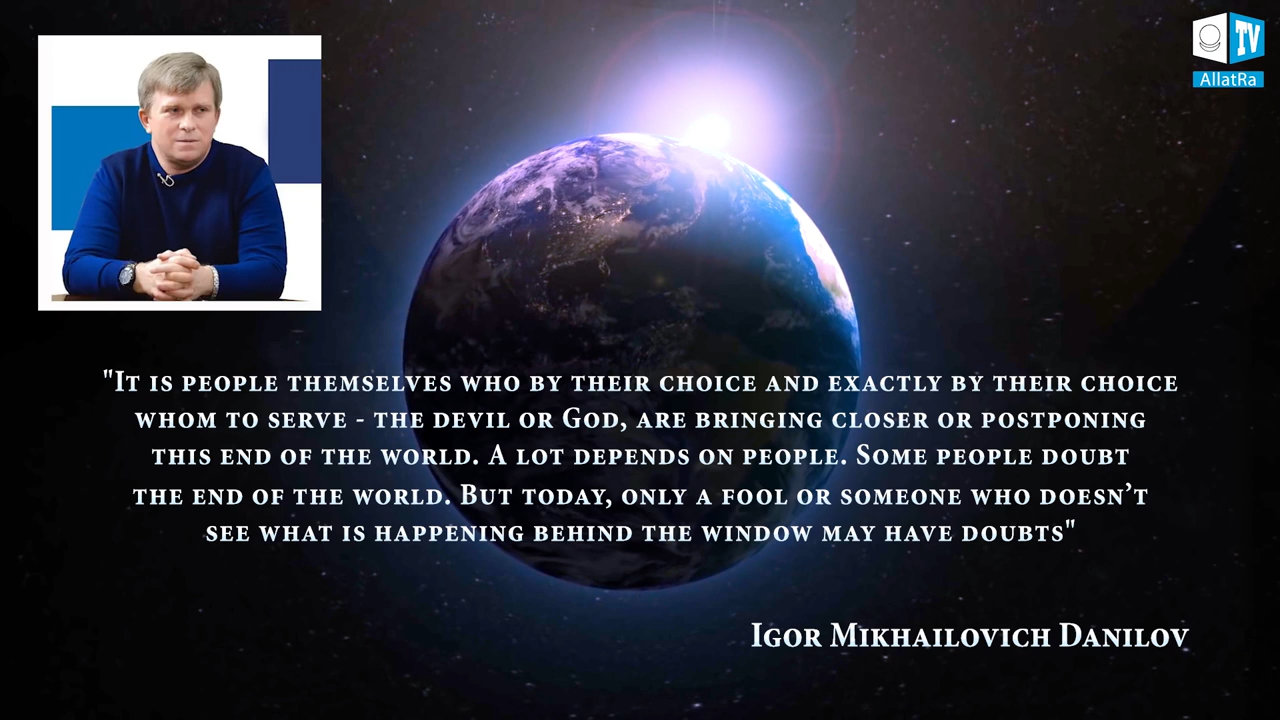 TV
AllatRa
"It is people themselves who by their choice and exactly by their choice
whom to serve - the devil or God, are bringing closer or postponing
this end of the world. A lot depends on people. Some people doubt
the end of the world. But today, only a fool or someone who doesn’t
see what is happening behind the window may have doubts"
Igor Mikhailovich Danilov